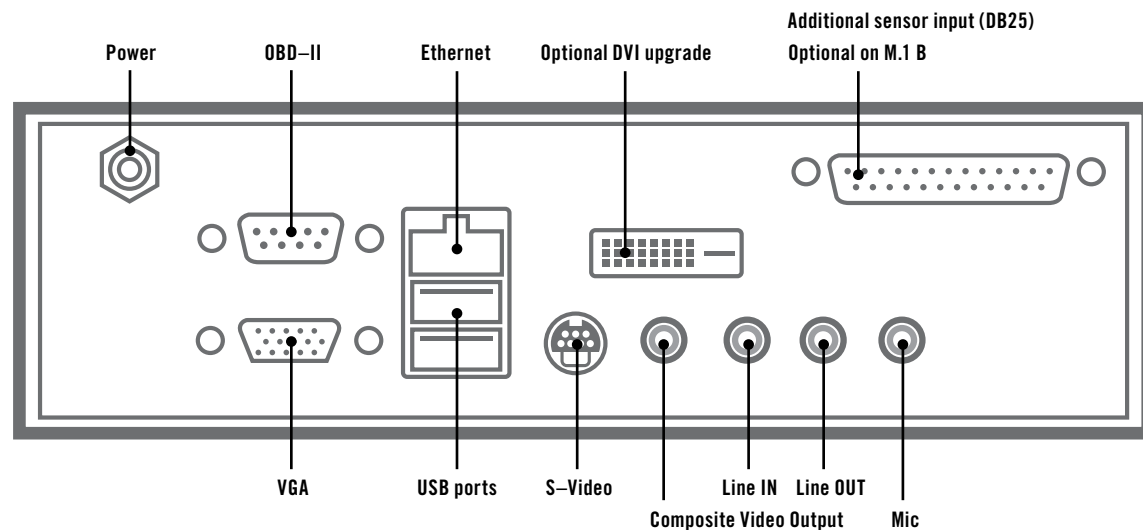 Additional sensor input (DB25)
Power
OBD–II
Ethernet
Optional DVI upgrade
Optional on M.1 B
VGA
USB ports
S–Video
Line IN
Line OUT
Composite Video Output
Mic